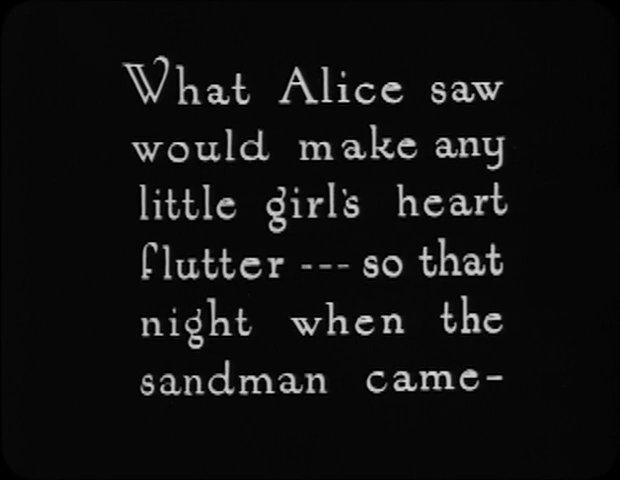 What Alice saw
would make any
little girl's heart
flutter --- so that
night when the
sandman came-